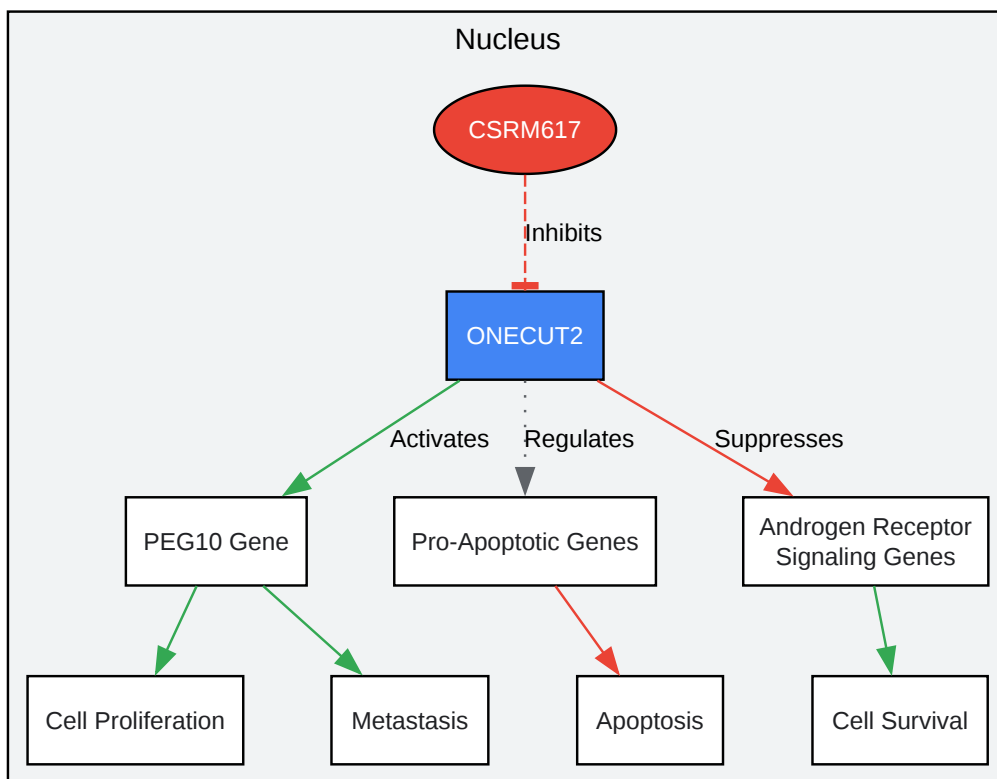 Nucleus
CSRM617
Inhibits
ONECUT2
Activates
Regulates
Suppresses
PEG10 Gene
Pro-Apoptotic Genes
Androgen Receptor
Signaling Genes
Cell Proliferation
Metastasis
Apoptosis
Cell Survival